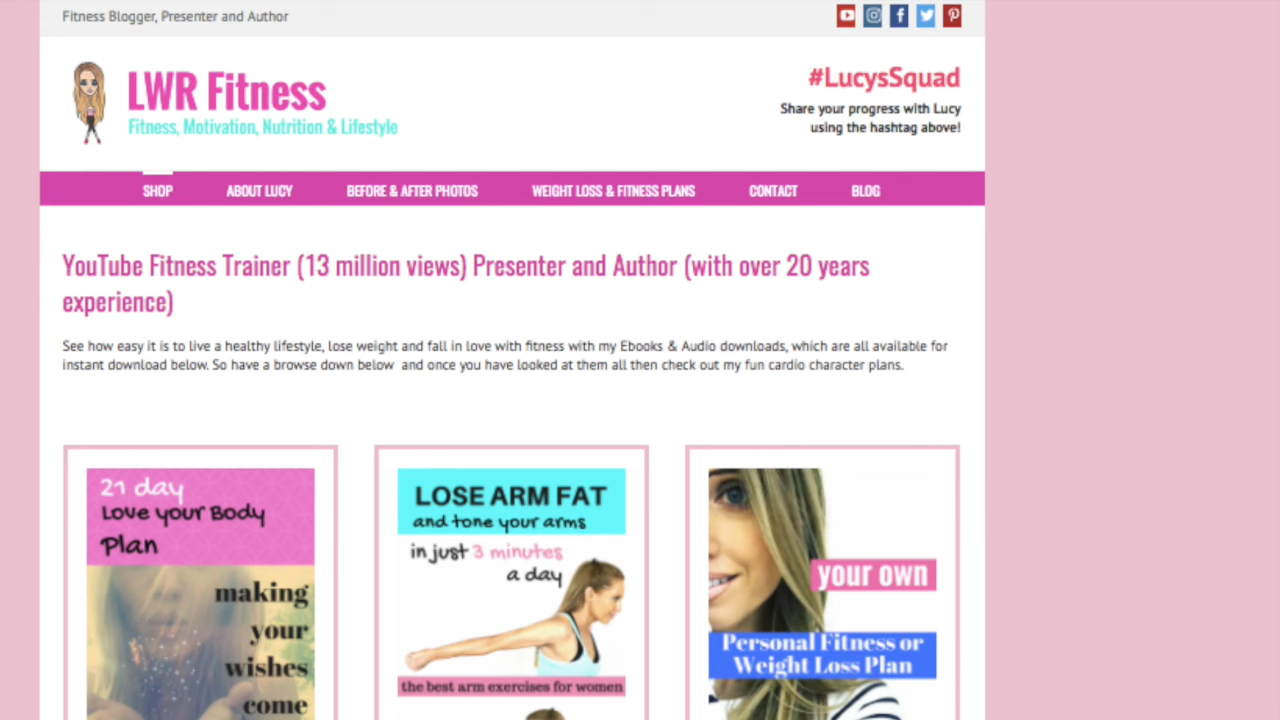 Fitness Blogger, Presenter and Author
LWR Fitness
Fitness, Motivation, Nutrition & Lifestyle
#LucysSquad
Share your progress with Lucy
using the hashtag above!
SHOP ABOUT LUCY BEFORE & AFTER PHOTOS WEIGHT LOSS & FITNESS PLANS CONTACT BLOG
YouTube Fitness Trainer (13 million views) Presenter and Author (with over 20 years
experience)
See how easy it is to live a healthy lifestyle, lose weight and fall in love with fitness with my Ebooks & Audio downloads, which are all available for
instant download below. So have a browse down below and once you have looked at them all then check out my fun cardio character plans.
21 day
Love your Body
Plan
making
your
wishes
come
LOSE ARM FAT
and tone your arms
in just 3 minutes
a day
the best arm exercises for women
your own
Personal Fitness or
Weight Loss Plan